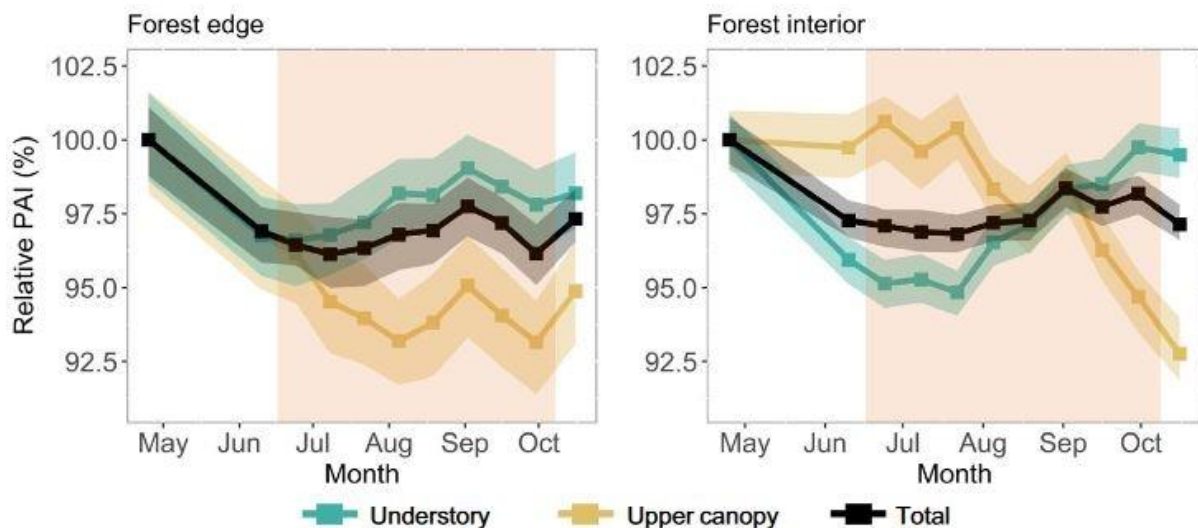 Forest edge
Forest interior
Relative PAI (%)
102.5
100.0
97.5
95.0
92.5
May Jun Jul Aug Sep Oct
Month
102.5
100.0
97.5
95.0
92.5
May Jun Jul Aug Sep Oct
Month
Understory Upper canopy Total